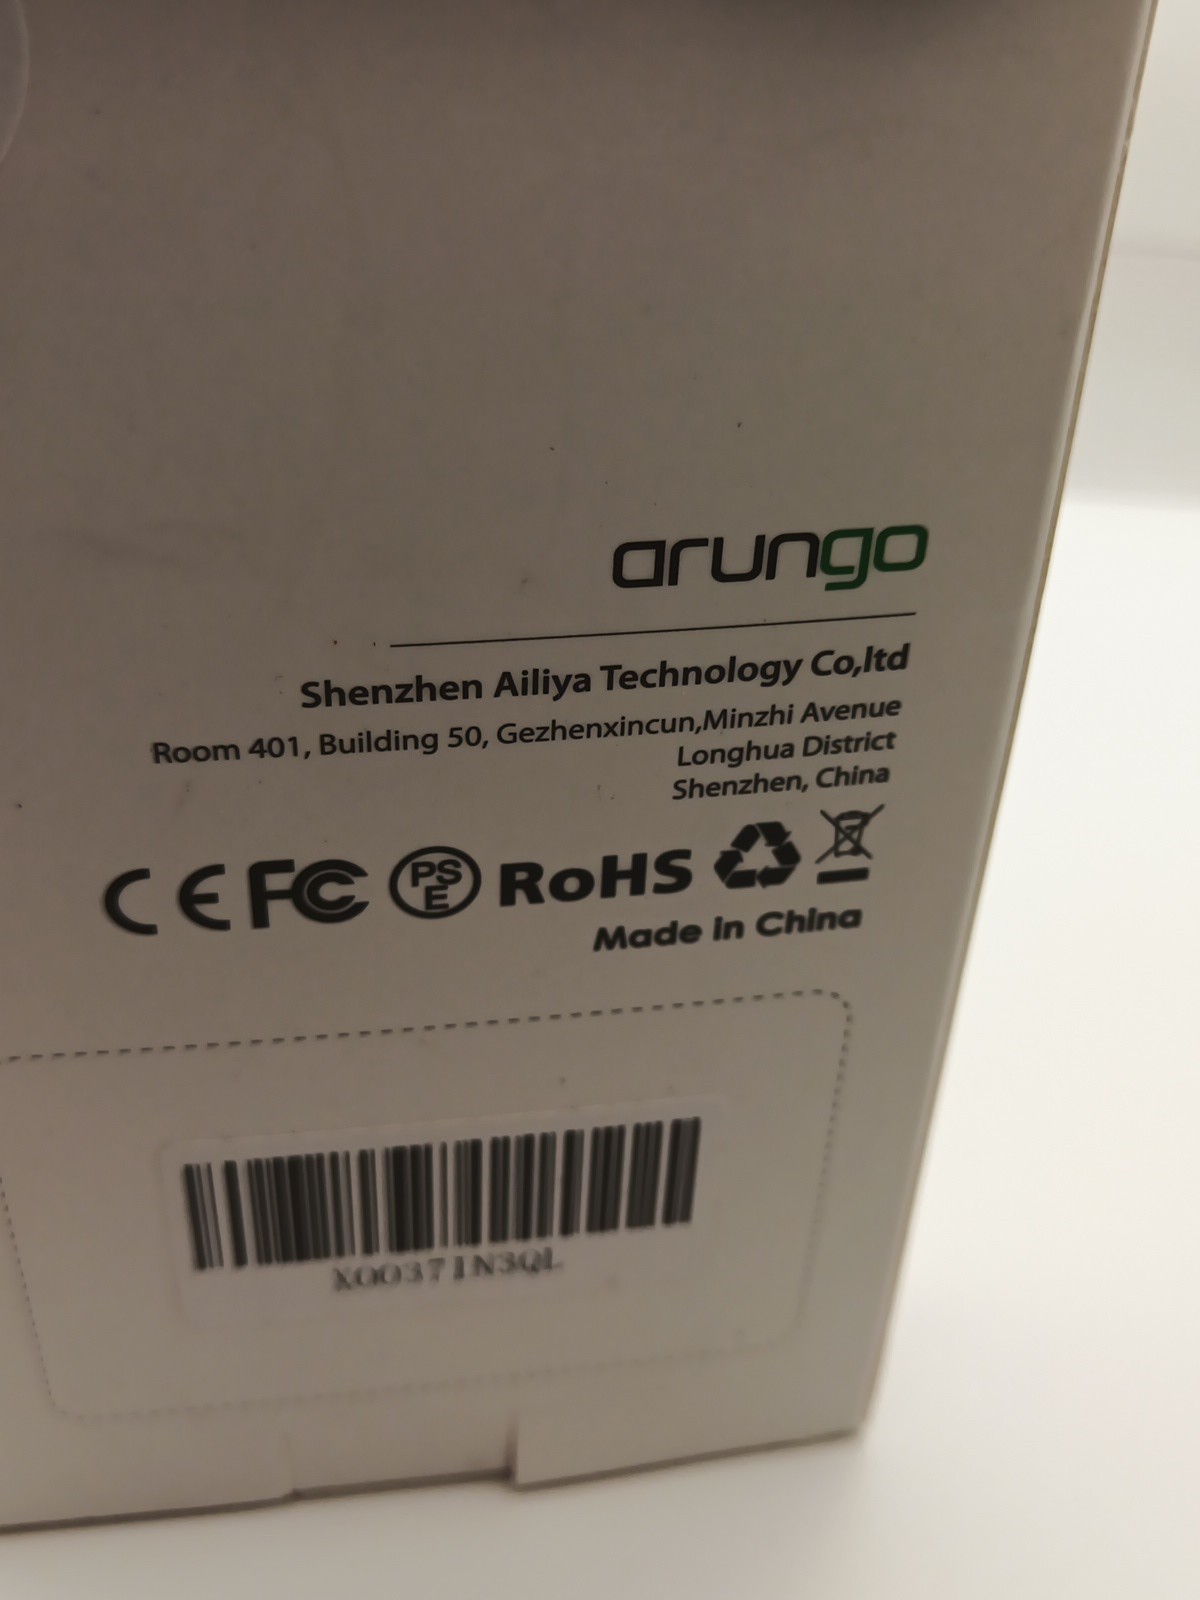 arungo
Shenzhen Ailiya Technology Co,ltd
Room 401, Building 50, Gezhenxincun,Minzhi Avenue
Longhua District
Shenzhen, China
CE FC PSE RoHS
Made in China
X00371N3QL